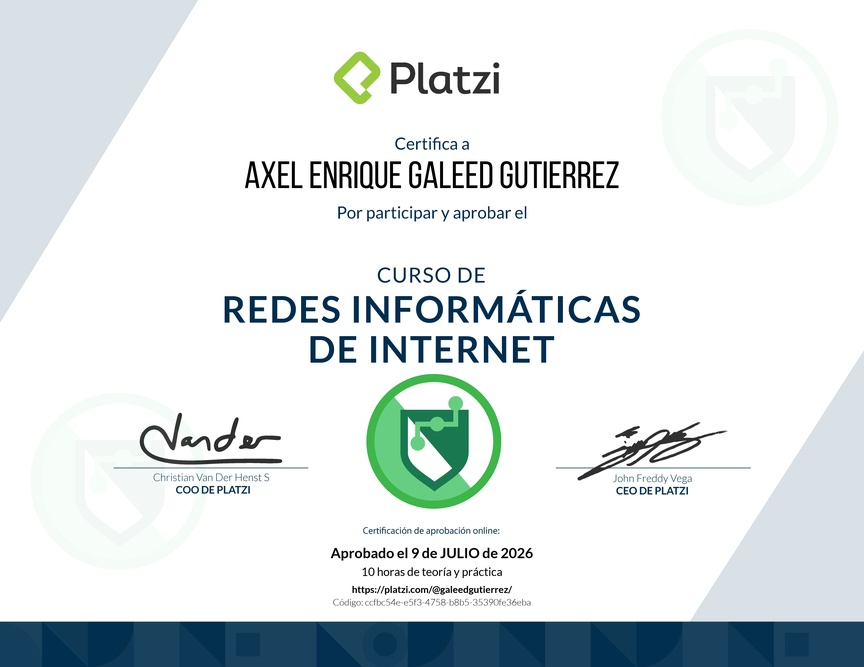 Platzi
Certifica a
AXEL ENRIQUE GALEED GUTIERREZ
Por participar y aprobar el
CURSO DE
REDES INFORMÁTICAS
DE INTERNET
Vander
Christian Van Der Henst S
COO DE PLATZI
John Freddy Vega
CEO DE PLATZI
Certificación de aprobación online:
Aprobado el 9 de JULIO de 2026
10 horas de teoría y práctica
https://platzi.com/@galeedgutierrez/
Código: ccfbc54e-e5f3-4758-b8b5-35390fe36eba